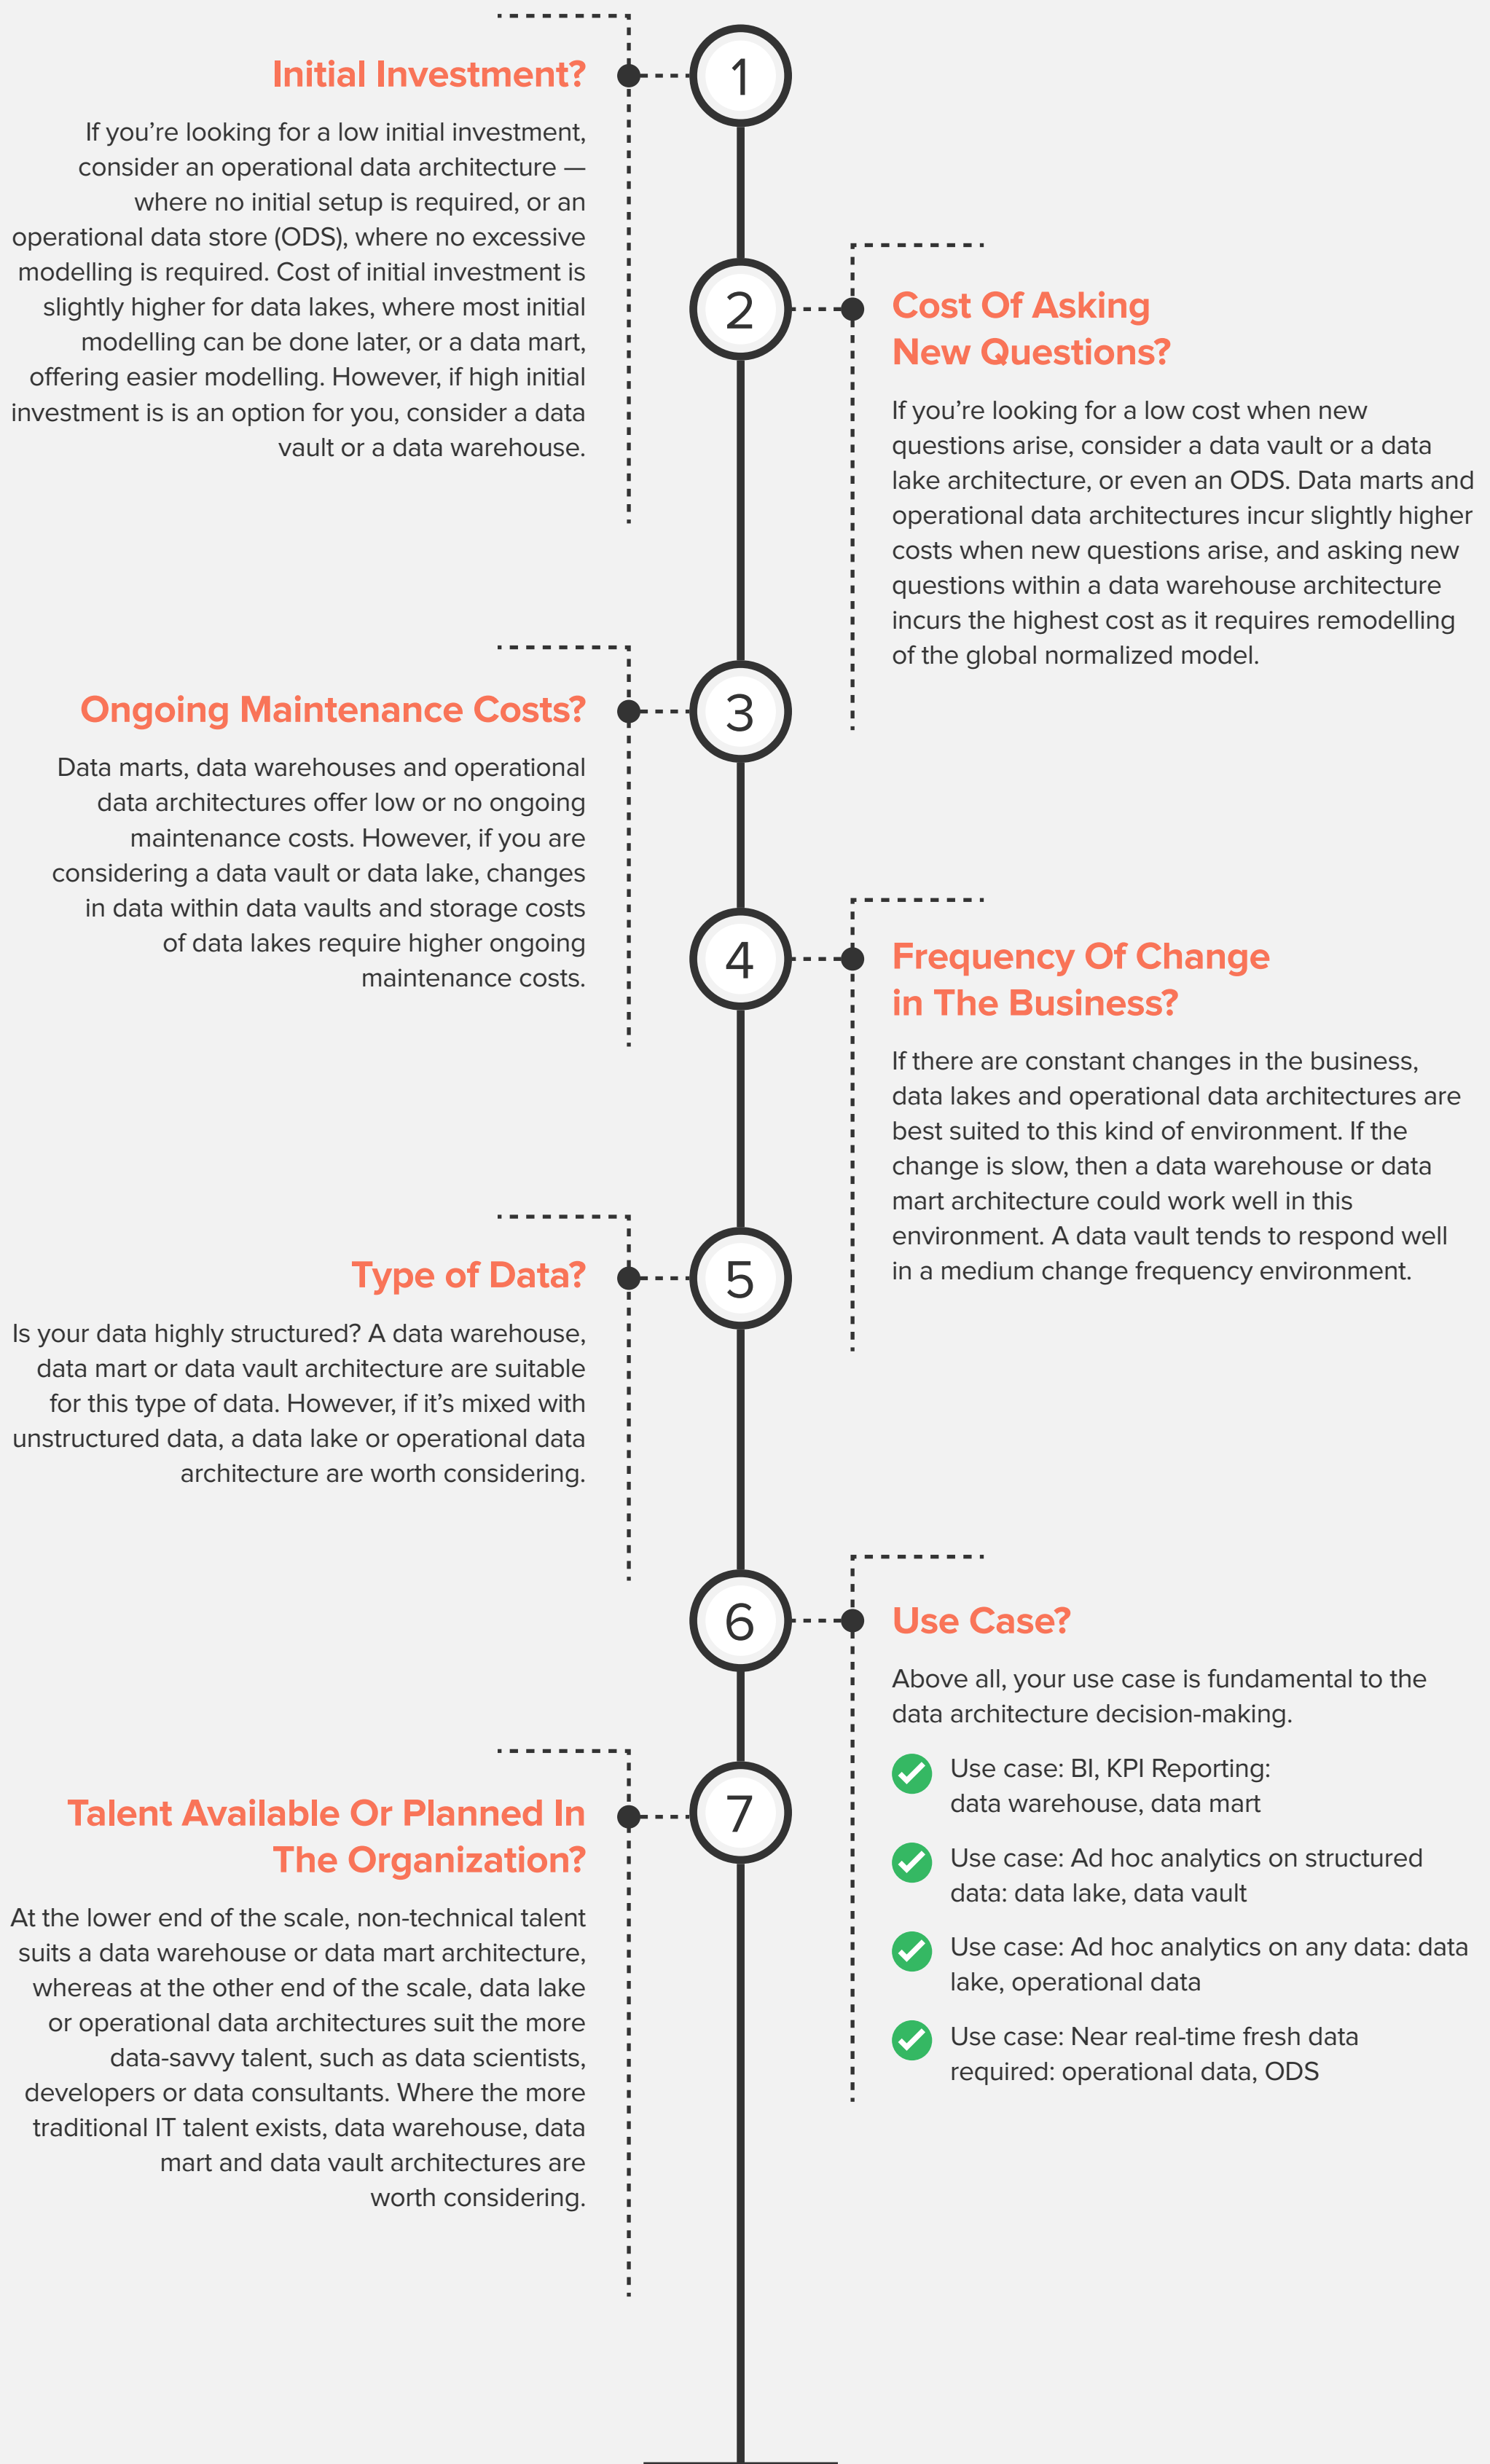 1
Initial Investment?
If you’re looking for a low initial investment,
consider an operational data architecture —
where no initial setup is required, or an
operational data store (ODS), where no excessive
modelling is required. Cost of initial investment is
slightly higher for data lakes, where most initial
modelling can be done later, or a data mart,
offering easier modelling. However, if high initial
investment is is an option for you, consider a data
vault or a data warehouse.
2
Cost Of Asking
New Questions?
If you’re looking for a low cost when new
questions arise, consider a data vault or a data
lake architecture, or even an ODS. Data marts and
operational data architectures incur slightly higher
costs when new questions arise, and asking new
questions within a data warehouse architecture
incurs the highest cost as it requires remodelling
of the global normalized model.
3
Ongoing Maintenance Costs?
Data marts, data warehouses and operational
data architectures offer low or no ongoing
maintenance costs. However, if you are
considering a data vault or data lake, changes
in data within data vaults and storage costs
of data lakes require higher ongoing
maintenance costs.
4
Frequency Of Change
in The Business?
If there are constant changes in the business,
data lakes and operational data architectures are
best suited to this kind of environment. If the
change is slow, then a data warehouse or data
mart architecture could work well in this
environment. A data vault tends to respond well
in a medium change frequency environment.
5
Type of Data?
Is your data highly structured? A data warehouse,
data mart or data vault architecture are suitable
for this type of data. However, if it’s mixed with
unstructured data, a data lake or operational data
architecture are worth considering.
6
Use Case?
Above all, your use case is fundamental to the
data architecture decision-making.
Use case: BI, KPI Reporting:
data warehouse, data mart
Use case: Ad hoc analytics on structured
data: data lake, data vault
Use case: Ad hoc analytics on any data: data
lake, operational data
Use case: Near real-time fresh data
required: operational data, ODS
7
Talent Available Or Planned In
The Organization?
At the lower end of the scale, non-technical talent
suits a data warehouse or data mart architecture,
whereas at the other end of the scale, data lake
or operational data architectures suit the more
data-savvy talent, such as data scientists,
developers or data consultants. Where the more
traditional IT talent exists, data warehouse, data
mart and data vault architectures are
worth considering.